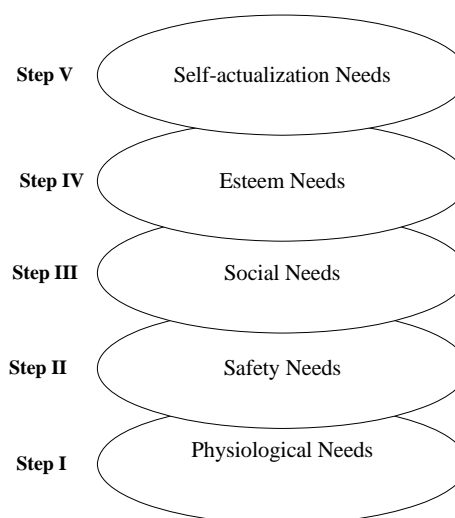 Step V Self-actualization Needs
Step IV Esteem Needs
Step III Social Needs
Step II Safety Needs
Step I Physiological Needs